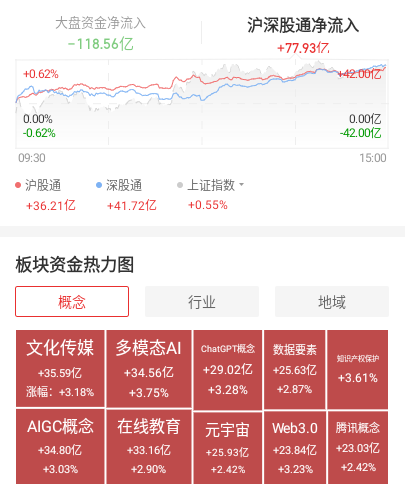 大盘资金净流入 沪深股通净流入
-118.56亿 +77.93亿
+0.62% +42.00亿
0.00% 0.00亿
-0.62% -42.00亿
09:30 15:00
沪股通 深股通 上证指数
+36.21亿 +41.72亿 +0.55%
板块资金热力图
概念 行业 地域
文化传媒 多模态AI ChatGPT概念 数据要素 知识产权保护
+35.59亿 +34.56亿 +29.02亿 +25.63亿 +3.61%
涨幅：+3.18% +3.75% +3.28% +2.87%
AIGC概念 在线教育 元宇宙 Web3.0 腾讯概念
+34.80亿 +33.16亿 +25.93亿 +23.84亿 +23.03亿
+3.03% +2.90% +2.42% +3.23% +2.42%